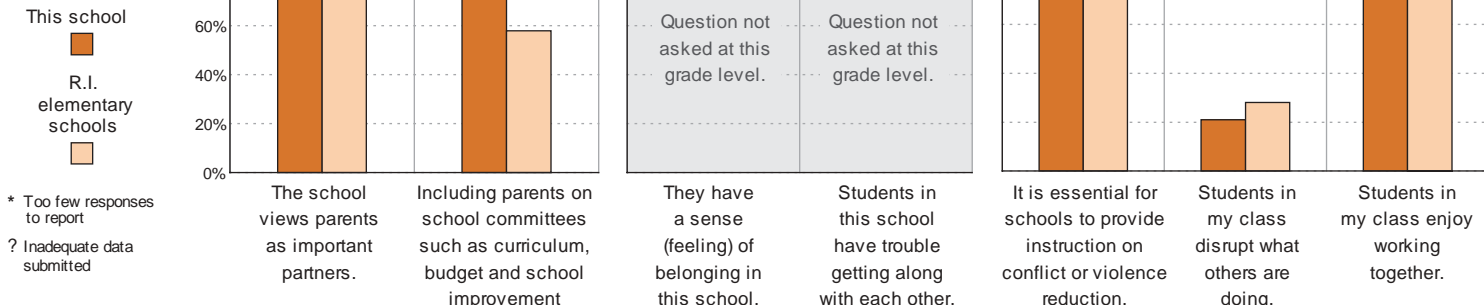 This school
R.I.
elementary
schools
* Too few responses
to report
? Inadequate data
submitted
60%
40%
20%
0%
The school
views parents
as important
partners.
Including parents on
school committees
such as curriculum,
budget and school
improvement
Question not
asked at this
grade level.
Question not
asked at this
grade level.
They have
a sense
(feeling) of
belonging in
this school.
Students in
this school
have trouble
getting along
with each other.
It is essential for
schools to provide
instruction on
conflict or violence
reduction.
Students in
my class
disrupt what
others are
doing.
Students in
my class enjoy
working
together.